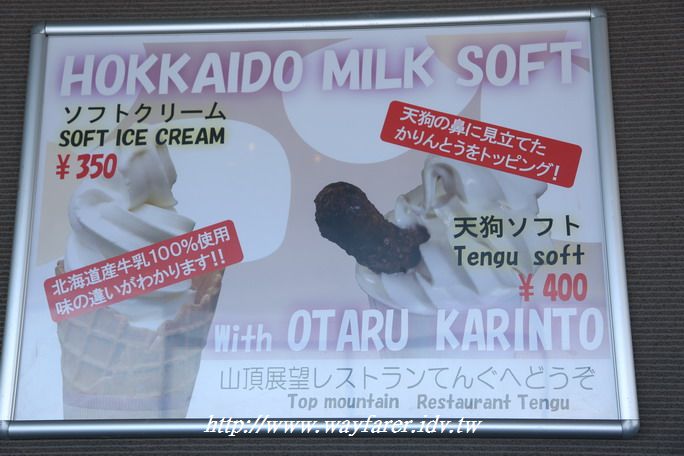 HOKKAIDO MILK SOFT
ソフトクリーム
SOFT ICE CREAM
¥350
北海道産牛乳100%使用
味の違いがわかります!!
天狗の鼻に見立てた
かりんとうをトッピング!
天狗ソフト
Tengu soft
¥400
With OTARU KARINTO
山頂展望レストランてんぐへどうぞ
Top mountain Restaurant Tengu
http://www.wayfarer.idv.tw